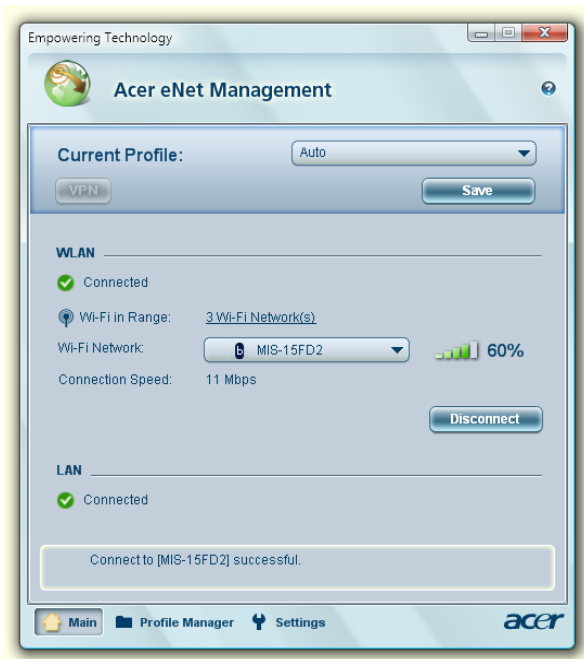 Empowering Technology
Acer eNet Management
Current Profile: Auto
VPN Save
WLAN
Connected
Wi-Fi in Range: 3 Wi-Fi Network(s)
Wi-Fi Network: b MIS-15FD2 60%
Connection Speed: 11 Mbps
Disconnect
LAN
Connected
Connect to [MIS-15FD2] successful.
Main Profile Manager Settings acer